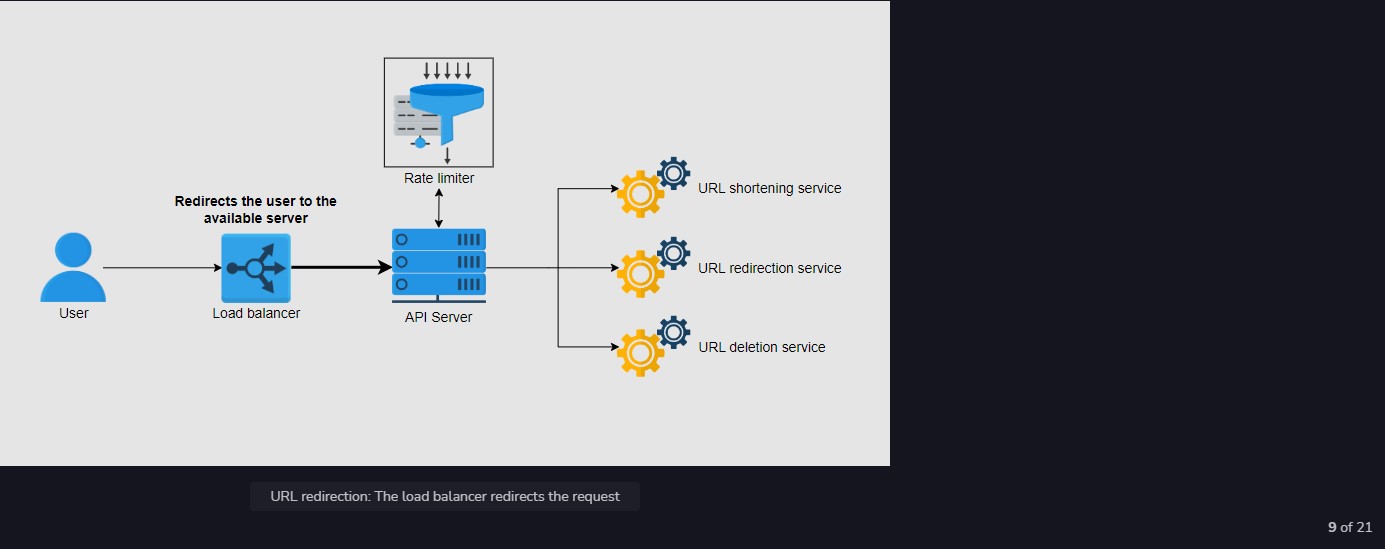 Rate limiter
Redirects the user to the
available server
User
Load balancer
API Server
URL shortening service
URL redirection service
URL deletion service
URL redirection: The load balancer redirects the request
9 of 21